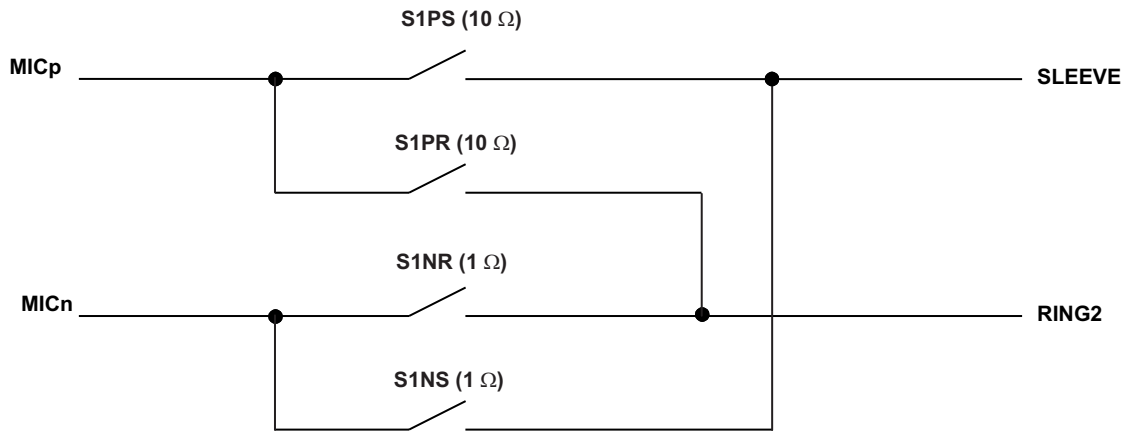 S1PS (10 Ω)
MICp
SLEEVE
S1PR (10 Ω)
S1NR (1 Ω)
MICn
RING2
S1NS (1 Ω)